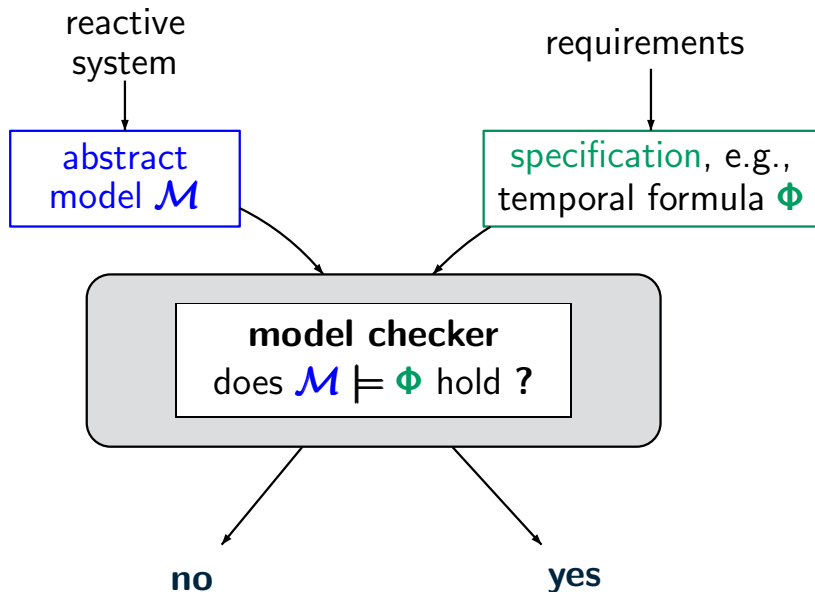 reactive
system
requirements
abstract
model ℳ
specification, e.g.,
temporal formula Φ
model checker
does ℳ ⊨ Φ hold ?
no
yes